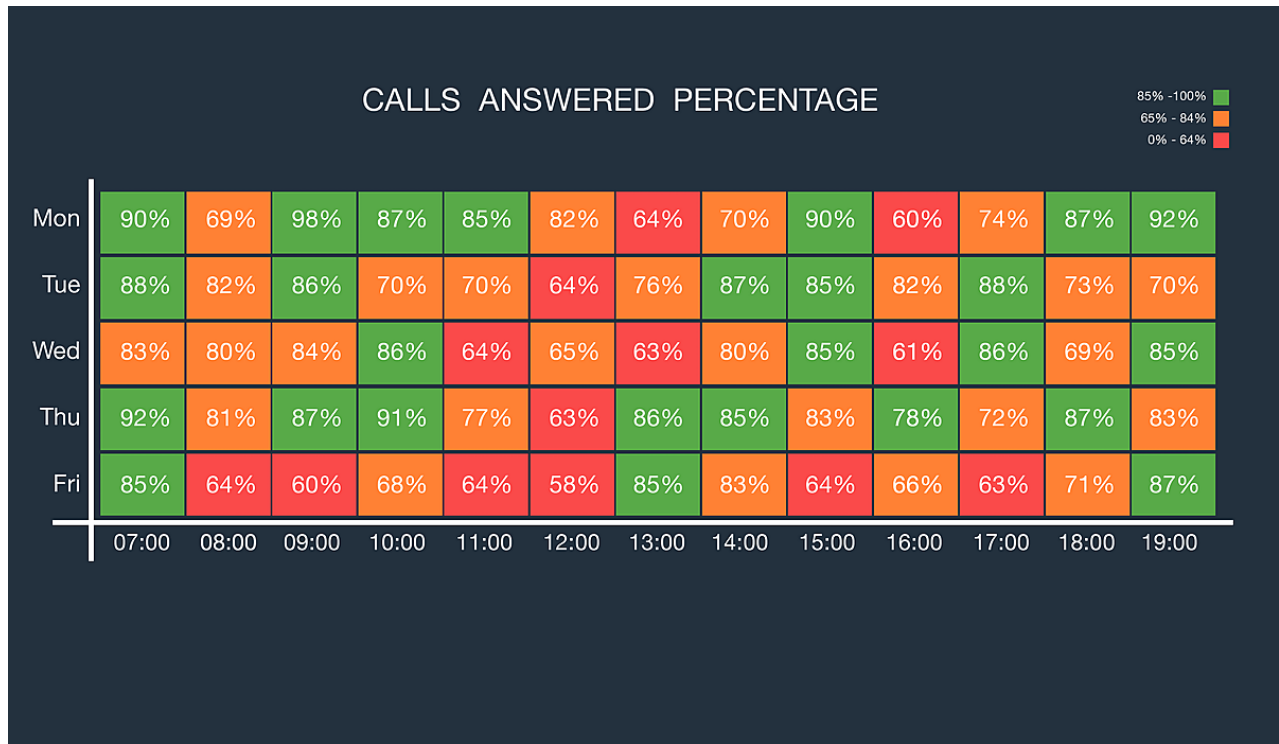 CALLS ANSWERED PERCENTAGE
85% -100%
65% - 84%
0% - 64%
Mon 90% 69% 98% 87% 85% 82% 64% 70% 90% 60% 74% 87% 92%
Tue 88% 82% 86% 70% 70% 64% 76% 87% 85% 82% 88% 73% 70%
Wed 83% 80% 84% 86% 64% 65% 63% 80% 85% 61% 86% 69% 85%
Thu 92% 81% 87% 91% 77% 63% 86% 85% 83% 78% 72% 87% 83%
Fri 85% 64% 60% 68% 64% 58% 85% 83% 64% 66% 63% 71% 87%
07:00 08:00 09:00 10:00 11:00 12:00 13:00 14:00 15:00 16:00 17:00 18:00 19:00